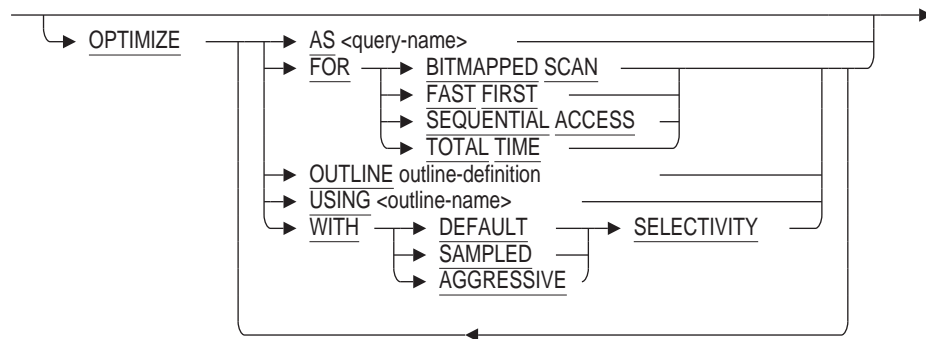 OPTIMIZE AS <query-name>
FOR BITMAPPED SCAN
FAST FIRST
SEQUENTIAL ACCESS
TOTAL TIME
OUTLINE outline-definition
USING <outline-name>
WITH DEFAULT SELECTIVITY
SAMPLED
AGGRESSIVE